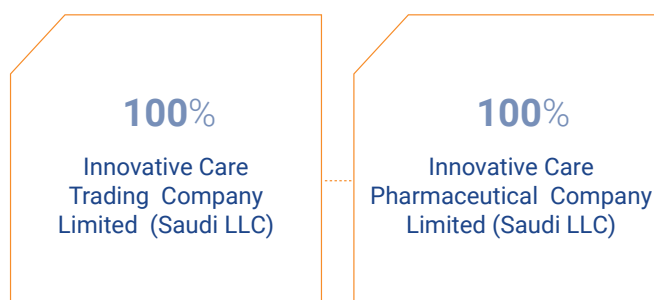 100%
Innovative Care
Trading Company
Limited (Saudi LLC)
100%
Innovative Care
Pharmaceutical Company
Limited (Saudi LLC)